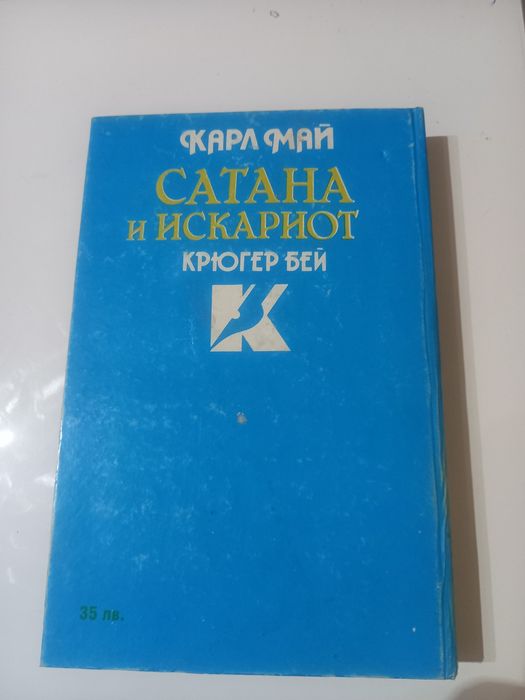 КАРЛ МАЙ
САТАНА
и ИСКАРИОТ
КРЮГЕР БЕЙ
К
35 лв.